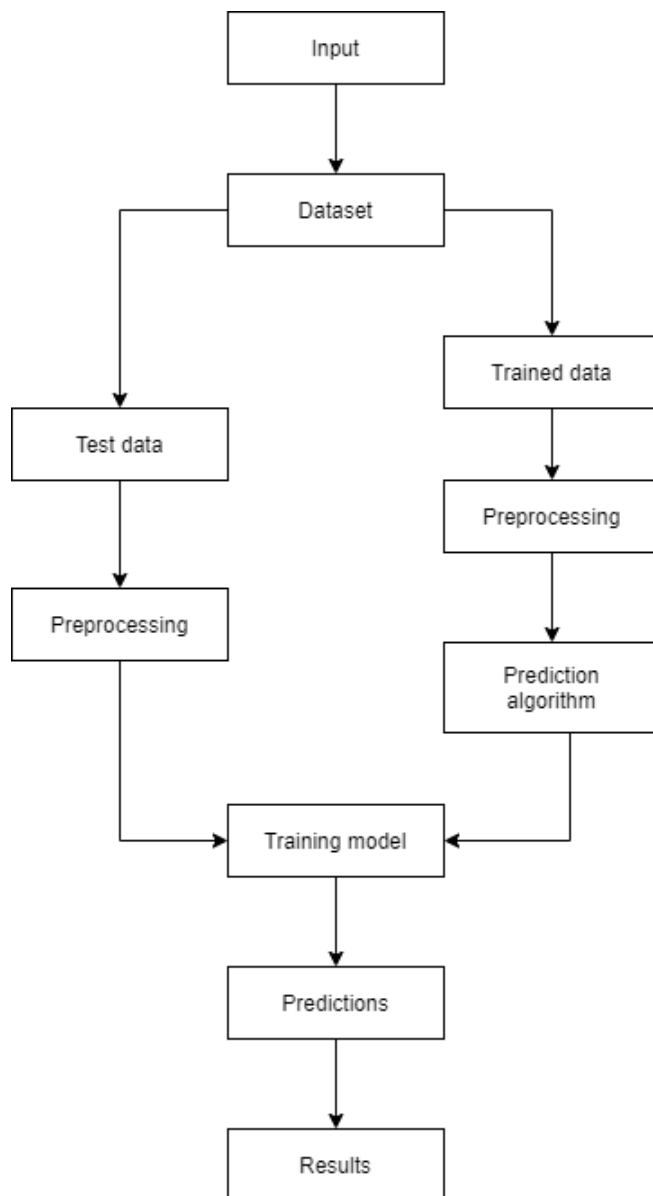 Input
Dataset
Trained data
Test data
Preprocessing
Preprocessing
Prediction
algorithm
Training model
Predictions
Results